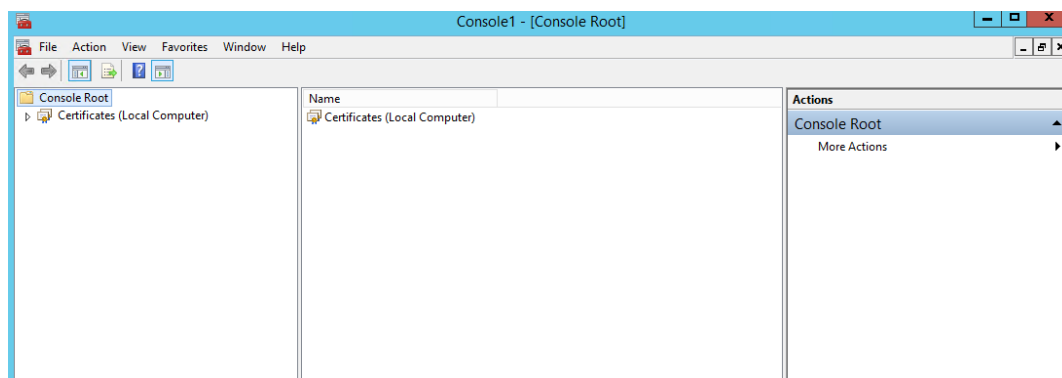 Console1 - [Console Root]
File Action View Favorites Window Help
Console Root
Certificates (Local Computer)
Name
Certificates (Local Computer)
Actions
Console Root
More Actions